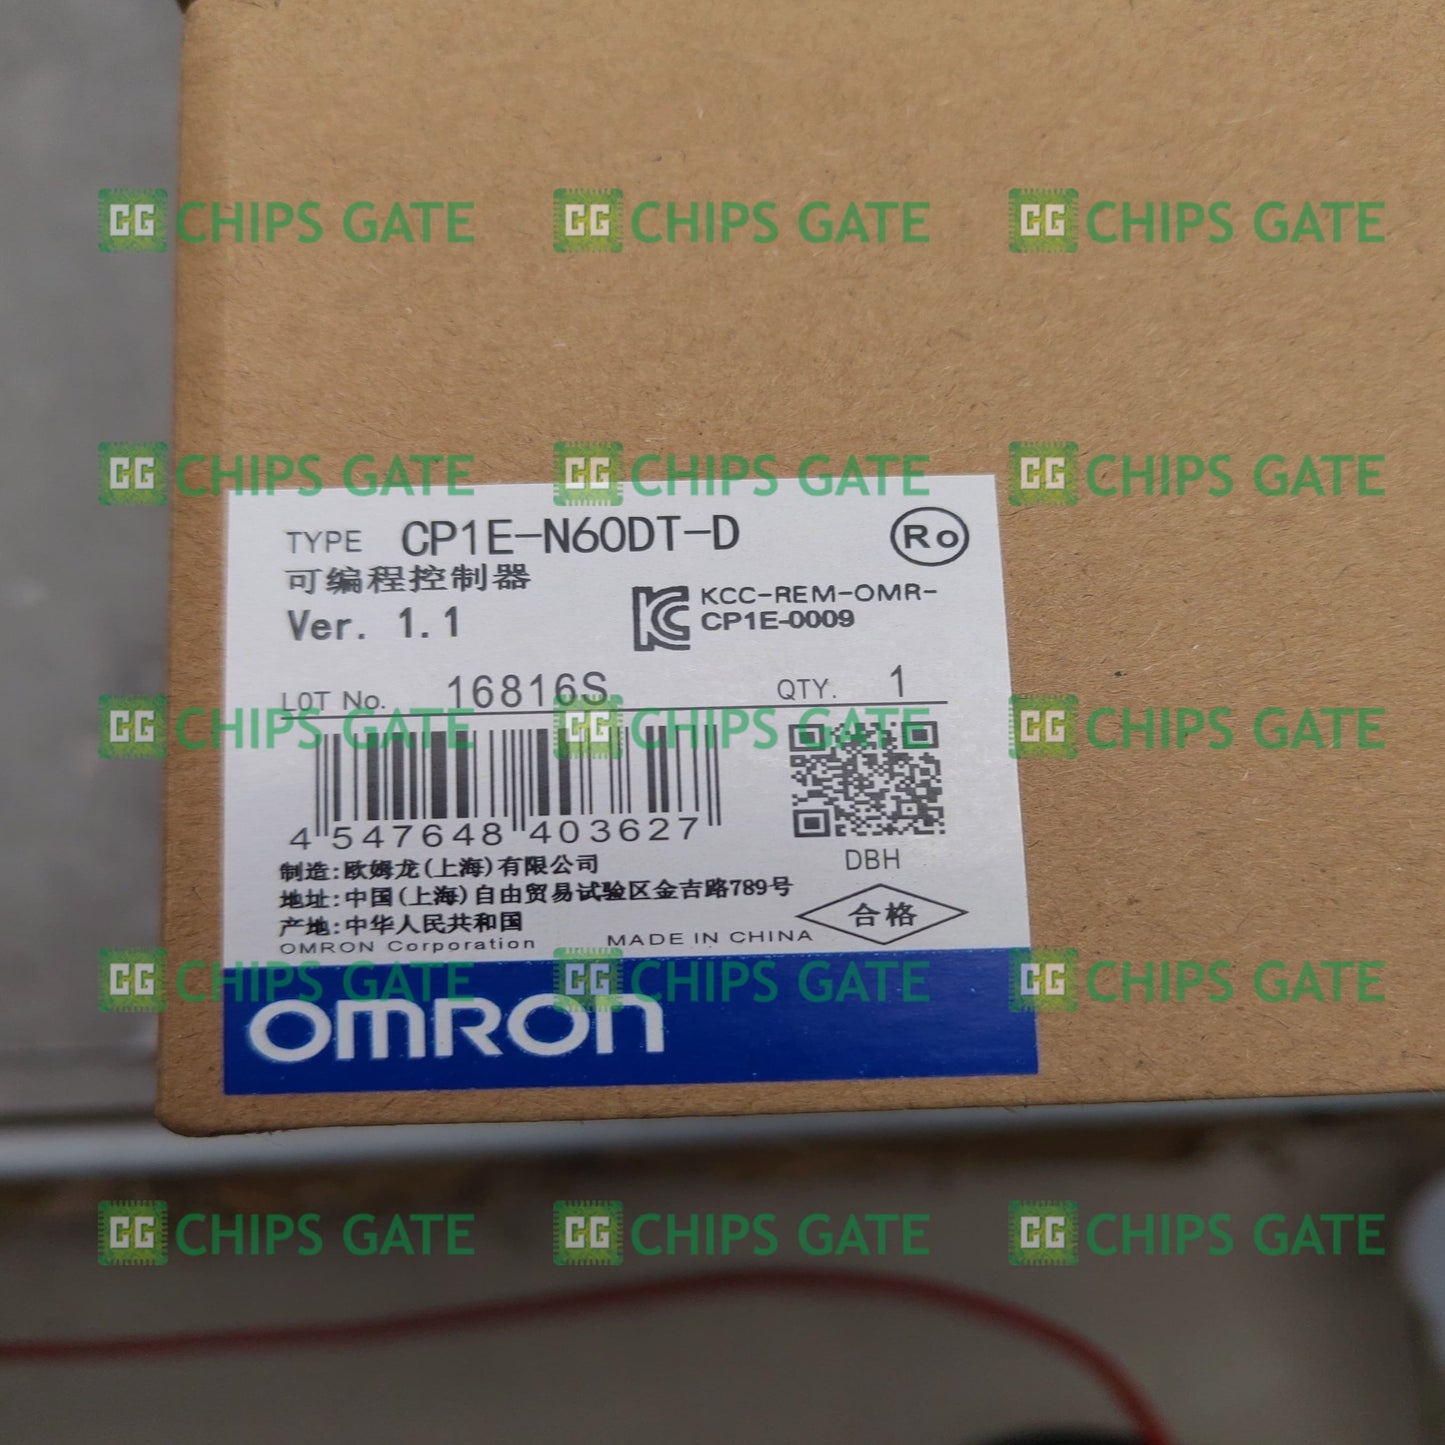 CG CHIPS GATE CG CHIPS GATE CG CHIPS GATE
CG CHIPS GATE CG CHIPS GATE CG CHIPS GATE
TYPE CP1E-N60DT-D Ro
可编程控制器
KCC-REM-OMR-
Ver. 1.1 CP1E-0009
LOT No. 16816S QTY. 1
CG CHIPS GATE CG CHIPS GATE CG CHIPS GATE
4 547648 403627
制造:欧姆龙(上海)有限公司 DBH
地址:中国(上海)自由贸易试验区金吉路789号
产地:中华人民共和国 合格
OMRON Corporation MADE IN CHINA
CG CHIPS GATE CG CHIPS GATE CG CHIPS GATE
OMRON
CG CHIPS GATE CG CHIPS GATE CG CHIPS GATE